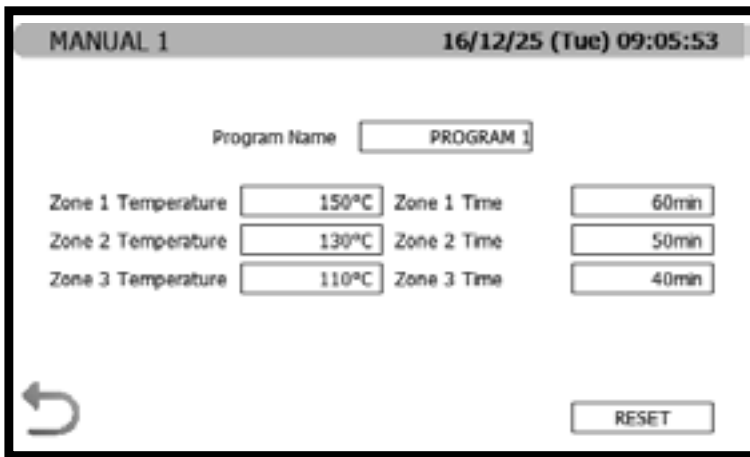 MANUAL 1 16/12/25 (Tue) 09:05:53
Program Name PROGRAM 1
Zone 1 Temperature 150°C Zone 1 Time 60min
Zone 2 Temperature 130°C Zone 2 Time 50min
Zone 3 Temperature 110°C Zone 3 Time 40min
RESET